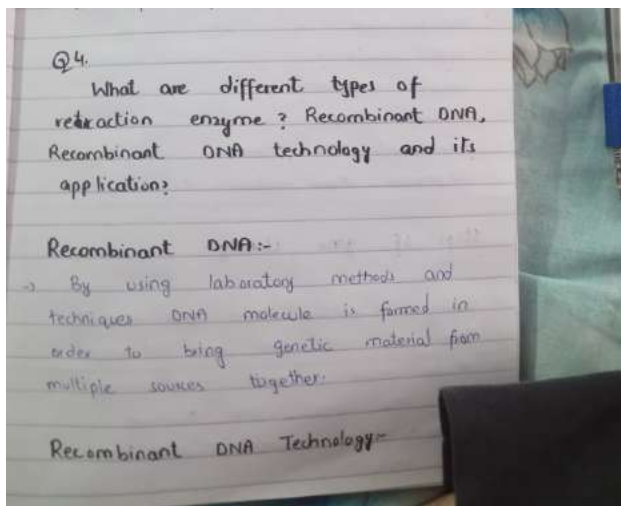 Q4.
What are different types of
retraction enzyme ? Recombinant DNA,
Recombinant DNA technology and its
application?
Recombinant DNA:-
→ By using laboratory methods and
techniques DNA molecule is formed in
order to bring genetic material from
multiple sources together.
Recombinant DNA Technology:-